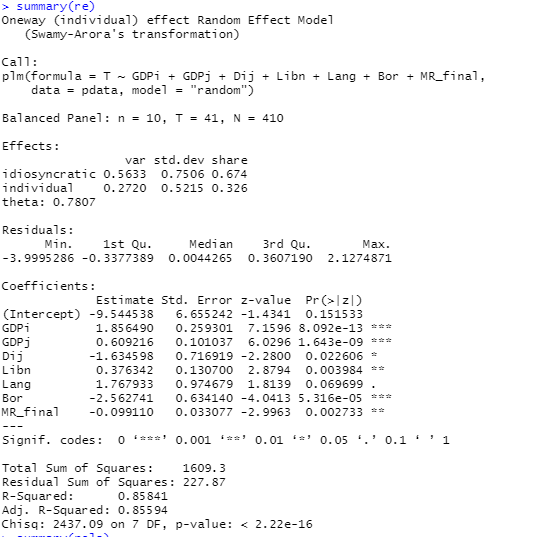 > summary(re)
Oneway (individual) effect Random Effect Model
   (Swamy-Arora's transformation)

Call:
plm(formula = T ~ GDPi + GDPj + Dij + Libn + Lang + Bor + MR_final,
    data = pdata, model = "random")

Balanced Panel: n = 10, T = 41, N = 410

Effects:
                 var std.dev share
idiosyncratic 0.5633  0.7506 0.674
individual    0.2720  0.5215 0.326
theta: 0.7807

Residuals:
      Min.    1st Qu.     Median    3rd Qu.       Max.
-3.9995286 -0.3377389  0.0044265  0.3607190  2.1274871

Coefficients:
             Estimate Std. Error z-value  Pr(>|z|)
(Intercept) -9.544538   6.655242 -1.4341  0.151533
GDPi         1.856490   0.259301  7.1596 8.092e-13 ***
GDPj         0.609216   0.101037  6.0296 1.643e-09 ***
Dij         -1.634598   0.716919 -2.2800  0.022606 *
Libn         0.376342   0.130700  2.8794  0.003984 **
Lang         1.767933   0.974679  1.8139  0.069699 .
Bor         -2.562741   0.634140 -4.0413 5.316e-05 ***
MR_final    -0.099110   0.033077 -2.9963  0.002733 **
---
Signif. codes:  0 ‘***’ 0.001 ‘**’ 0.01 ‘*’ 0.05 ‘.’ 0.1 ‘ ’ 1

Total Sum of Squares:    1609.3
Residual Sum of Squares: 227.87
R-Squared:      0.85841
Adj. R-Squared: 0.85594
Chisq: 2437.09 on 7 DF, p-value: < 2.22e-16